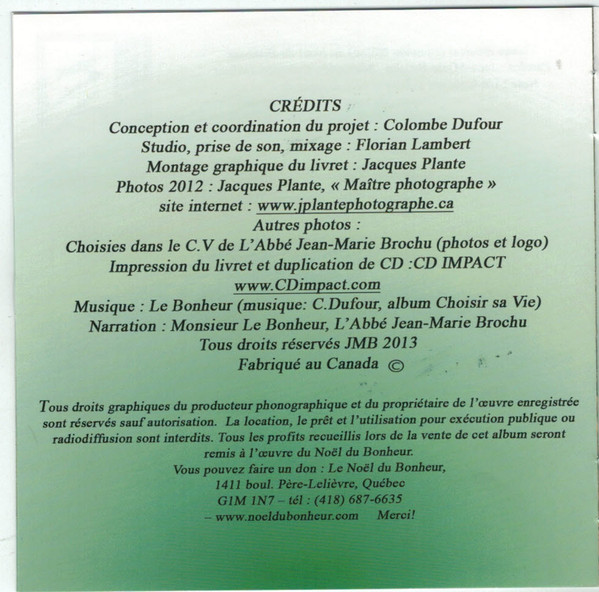 CRÉDITS
Conception et coordination du projet : Colombe Dufour
Studio, prise de son, mixage : Florian Lambert
Montage graphique du livret : Jacques Plante
Photos 2012 : Jacques Plante, « Maître photographe »
site internet : www.jplantephotographe.ca
Autres photos :
Choisies dans le C.V de L'Abbé Jean-Marie Brochu (photos et logo)
Impression du livret et duplication de CD :CD IMPACT
www.CDimpact.com
Musique : Le Bonheur (musique: C.Dufour, album Choisir sa Vie)
Narration : Monsieur Le Bonheur, L'Abbé Jean-Marie Brochu
Tous droits réservés JMB 2013
Fabriqué au Canada ©
Tous droits graphiques du producteur phonographique et du propriétaire de l'œuvre enregistrée
sont réservés sauf autorisation. La location, le prêt et l'utilisation pour exécution publique ou
radiodiffusion sont interdits. Tous les profits recueillis lors de la vente de cet album seront
remis à l'œuvre du Noël du Bonheur.
Vous pouvez faire un don : Le Noël du Bonheur,
1411 boul. Père-Lelièvre, Québec
G1M 1N7 – tél : (418) 687-6635
– www.noeldubonheur.com Merci!